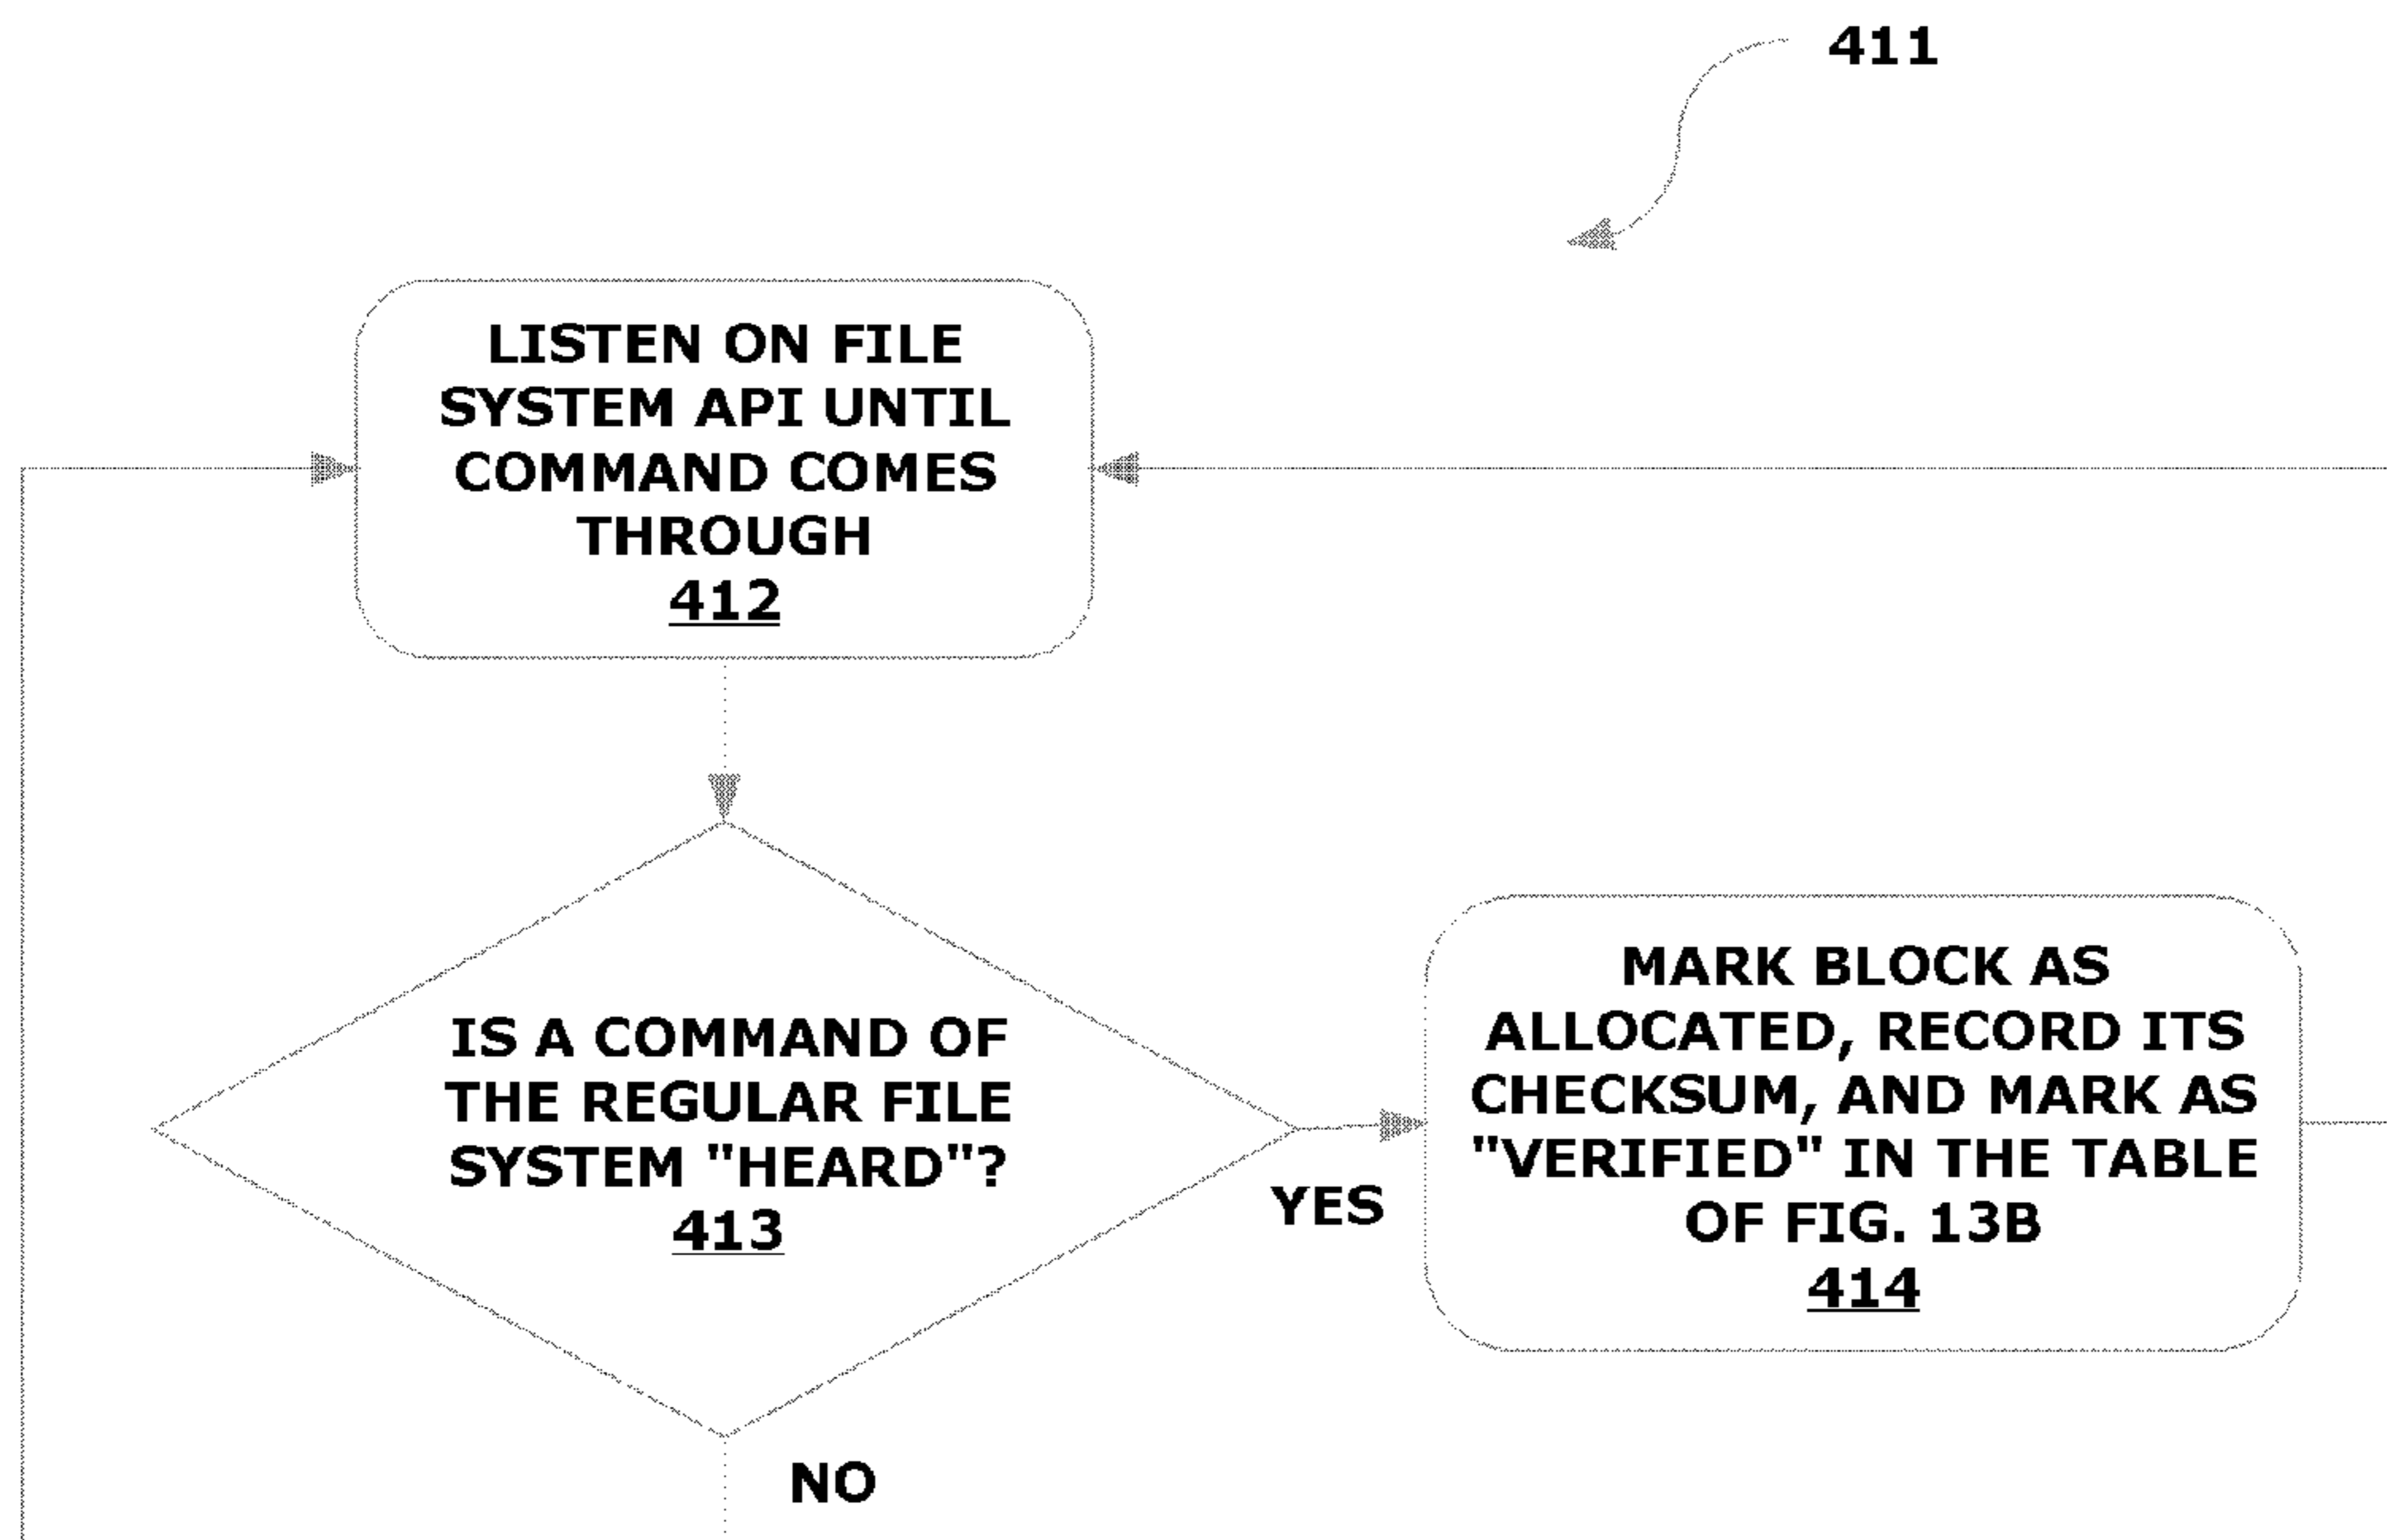 411
LISTEN ON FILE
SYSTEM API UNTIL
COMMAND COMES
THROUGH
412
IS A COMMAND OF
THE REGULAR FILE
SYSTEM "HEARD"?
413
YES
MARK BLOCK AS
ALLOCATED, RECORD ITS
CHECKSUM, AND MARK AS
"VERIFIED" IN THE TABLE
OF FIG. 13B
414
NO